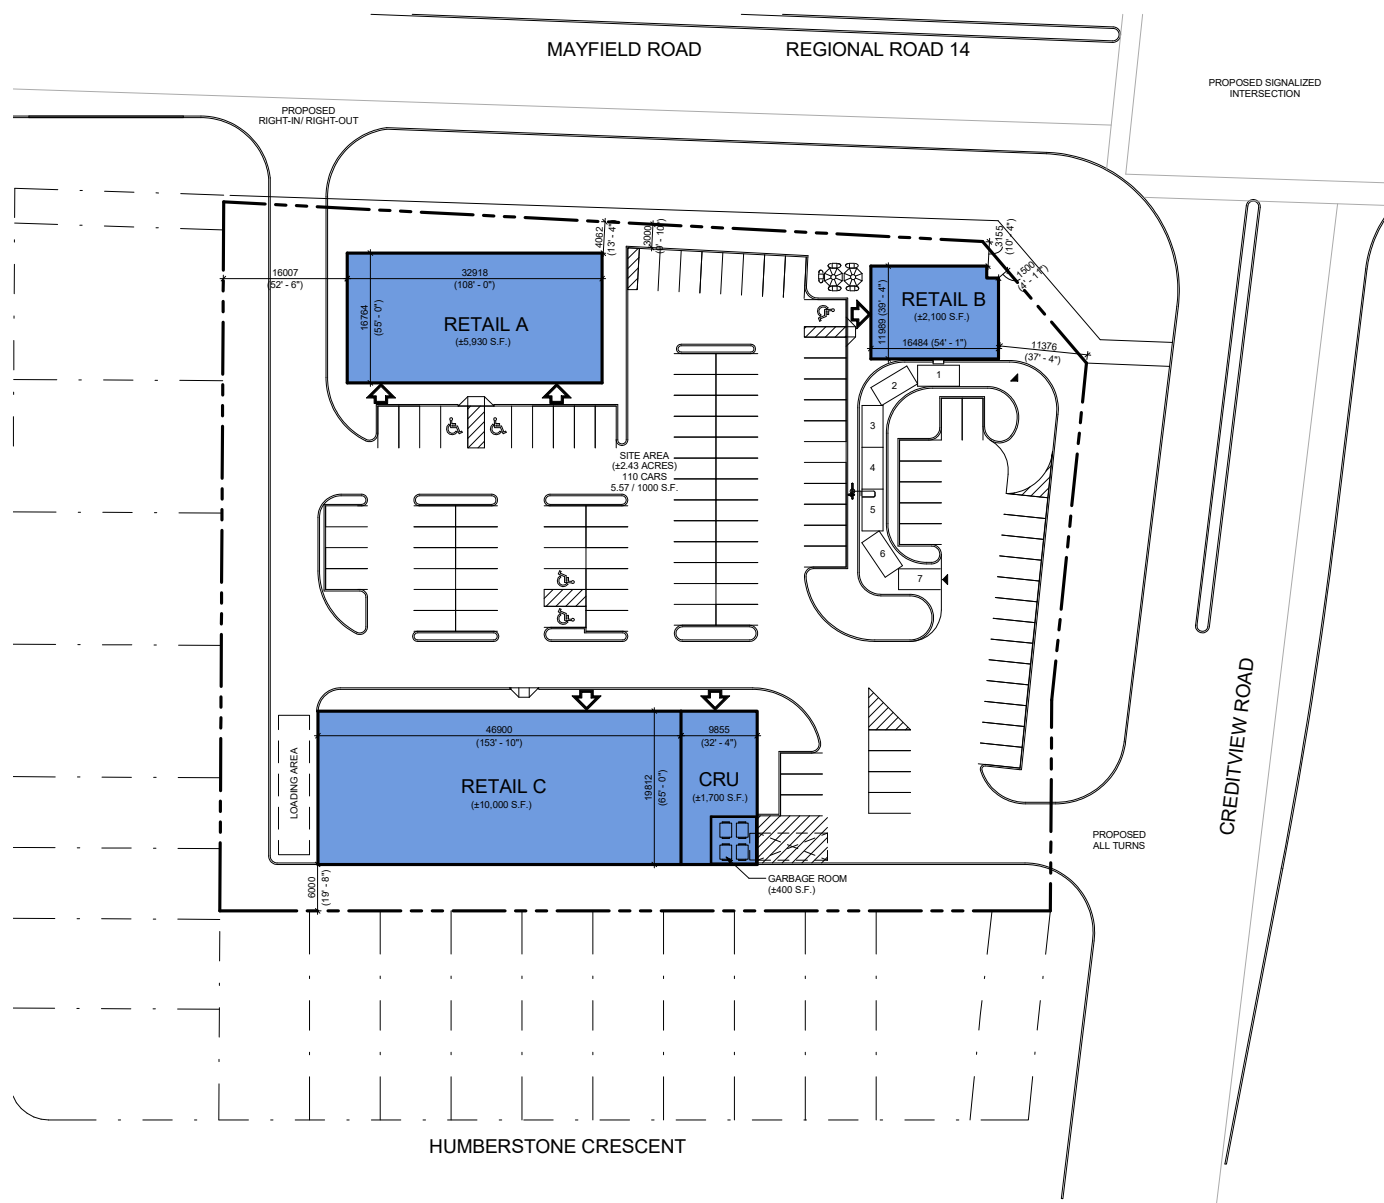 MAYFIELD ROAD
REGIONAL ROAD 14
PROPOSED SIGNALIZED
INTERSECTION
PROPOSED
RIGHT-IN/ RIGHT-OUT
16007
(52' - 6")
32918
(108' - 0")
16764
(55' - 0")
RETAIL A
(±5,930 S.F.)
4062
(13' - 4")
3000
3155
(10' - 4")
1500
(4' - 11")
RETAIL B
(±2,100 S.F.)
11989 (39' - 4")
16484 (54' - 1")
11376
(37' - 4")
1
2
3
4
5
6
7
SITE AREA
(±2.43 ACRES)
110 CARS
5.57 / 1000 S.F.
46900
(153' - 10")
9855
(32' - 4")
RETAIL C
(±10,000 S.F.)
19812
(65' - 0")
CRU
(±1,700 S.F.)
LOADING AREA
6000
(19' - 8")
GARBAGE ROOM
(±400 S.F.)
PROPOSED
ALL TURNS
CREDITVIEW ROAD
HUMBERSTONE CRESCENT